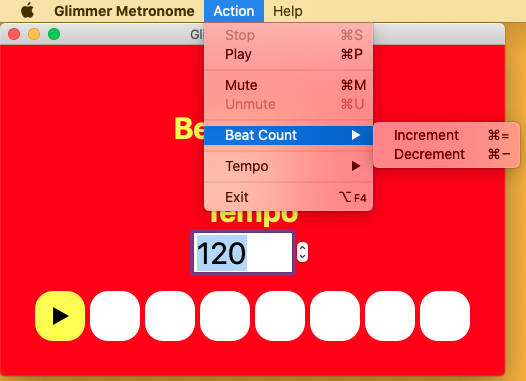 Glimmer Metronome Action Help
Gli
Stop ⌘S
Play ⌘P
Mute ⌘M
Unmute ⌘U
Beat Count ▶
Increment ⌘=
Decrement ⌘−
Tempo ▶
Exit ⌥F4
Be
Tempo
120